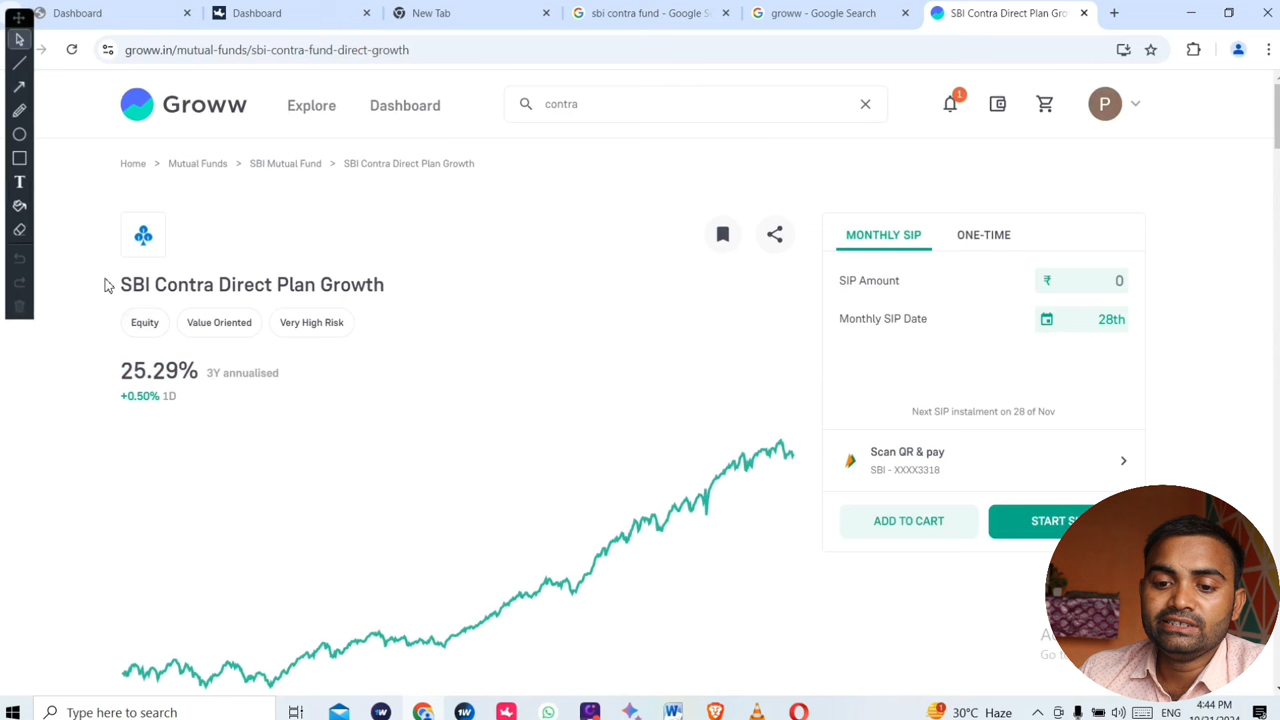 Dashboard
Dashboard
New Tab
sbi contra fund - Google
groww - Google Search
SBI Contra Direct Plan Gro
groww.in/mutual-funds/sbi-contra-fund-direct-growth
Groww
Explore
Dashboard
contra
1
P
Home > Mutual Funds > SBI Mutual Fund > SBI Contra Direct Plan Growth
MONTHLY SIP
ONE-TIME
SIP Amount
₹ 0
SBI Contra Direct Plan Growth
Monthly SIP Date
28th
Equity
Value Oriented
Very High Risk
25.29% 3Y annualised
+0.50% 1D
Next SIP instalment on 28 of Nov
Scan QR & pay
SBI - XXXX3318
ADD TO CART
START S
T
Go to
Type here to search
30°C Haze
4:44 PM